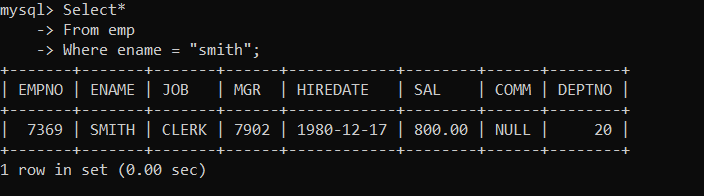 mysql> Select*
    -> From emp
    -> Where ename = "smith";
+-------+-------+-------+------+------------+--------+------+--------+
| EMPNO | ENAME | JOB   | MGR  | HIREDATE   | SAL    | COMM | DEPTNO |
+-------+-------+-------+------+------------+--------+------+--------+
|  7369 | SMITH | CLERK | 7902 | 1980-12-17 | 800.00 | NULL |     20 |
+-------+-------+-------+------+------------+--------+------+--------+
1 row in set (0.00 sec)